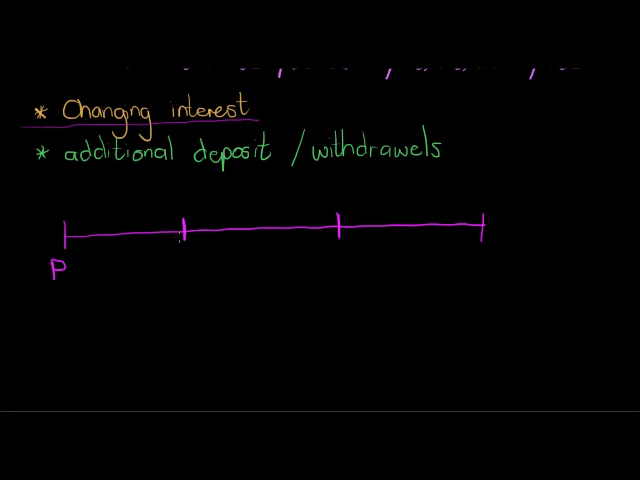 * Changing interest
* additional deposit / withdrawels
P